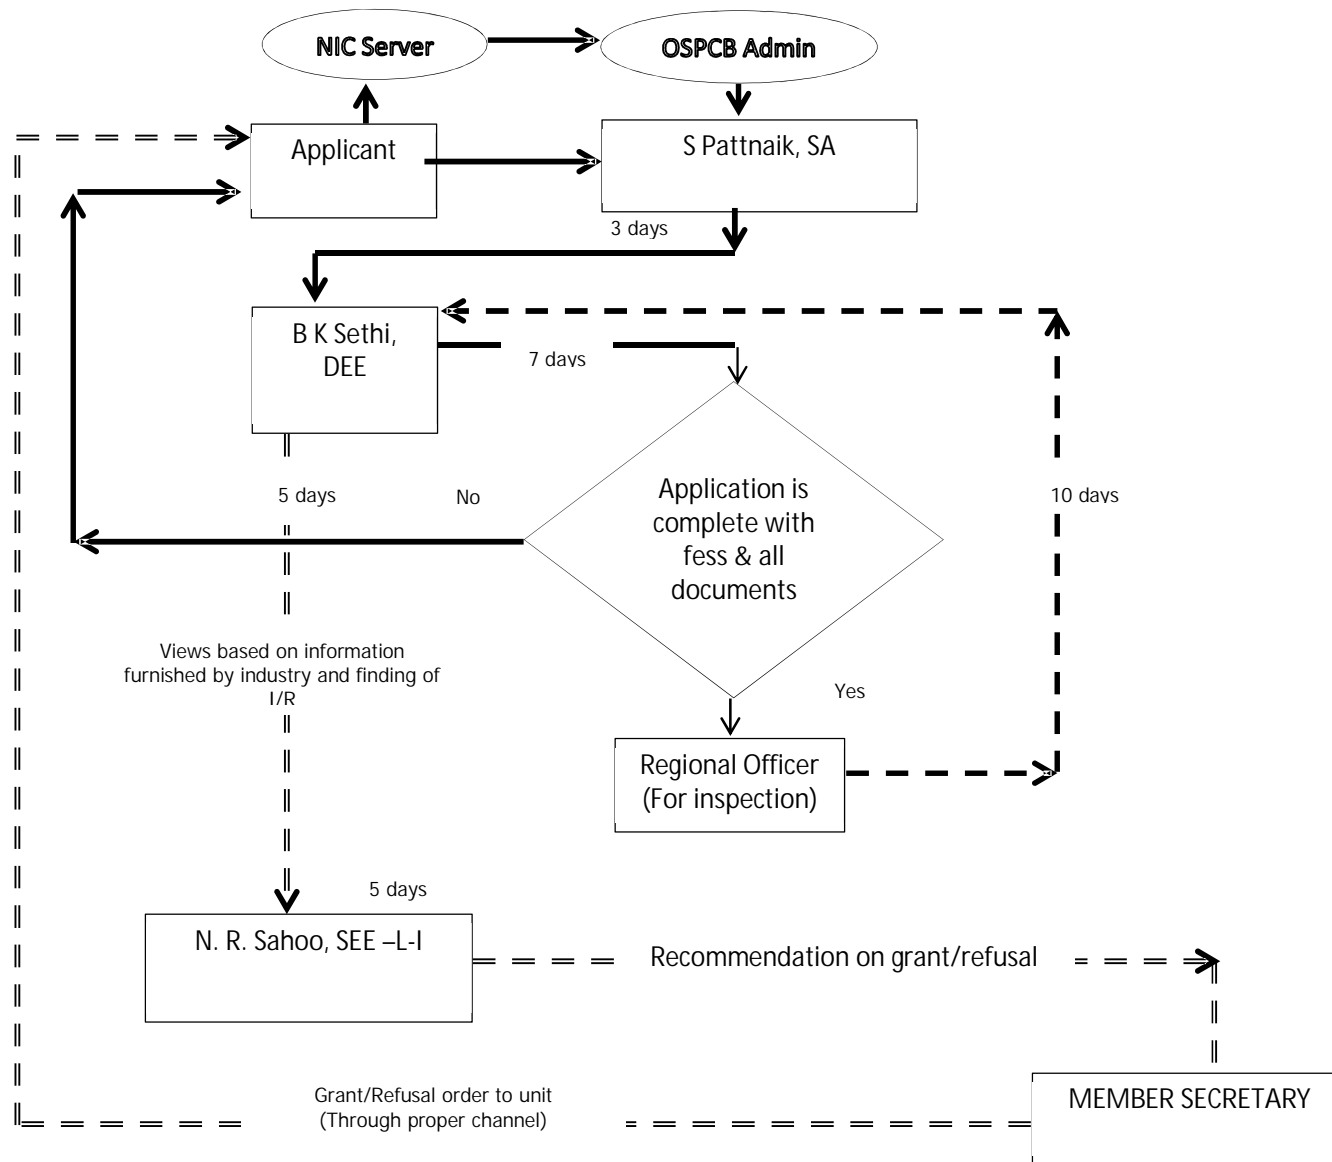 NIC Server
OSPCB Admin
Applicant
S Pattnaik, SA
3 days
B K Sethi,
DEE
7 days
5 days
No
Application is
complete with
fess & all
documents
10 days
Views based on information
furnished by industry and finding of
I/R
Yes
Regional Officer
(For inspection)
5 days
N. R. Sahoo, SEE –L-I
Recommendation on grant/refusal
Grant/Refusal order to unit
(Through proper channel)
MEMBER SECRETARY